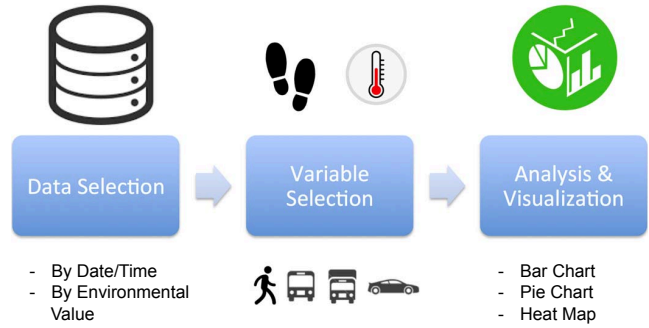 Data Selection
Variable
Selection
Analysis &
Visualization
- By Date/Time
- By Environmental
Value
- Bar Chart
- Pie Chart
- Heat Map